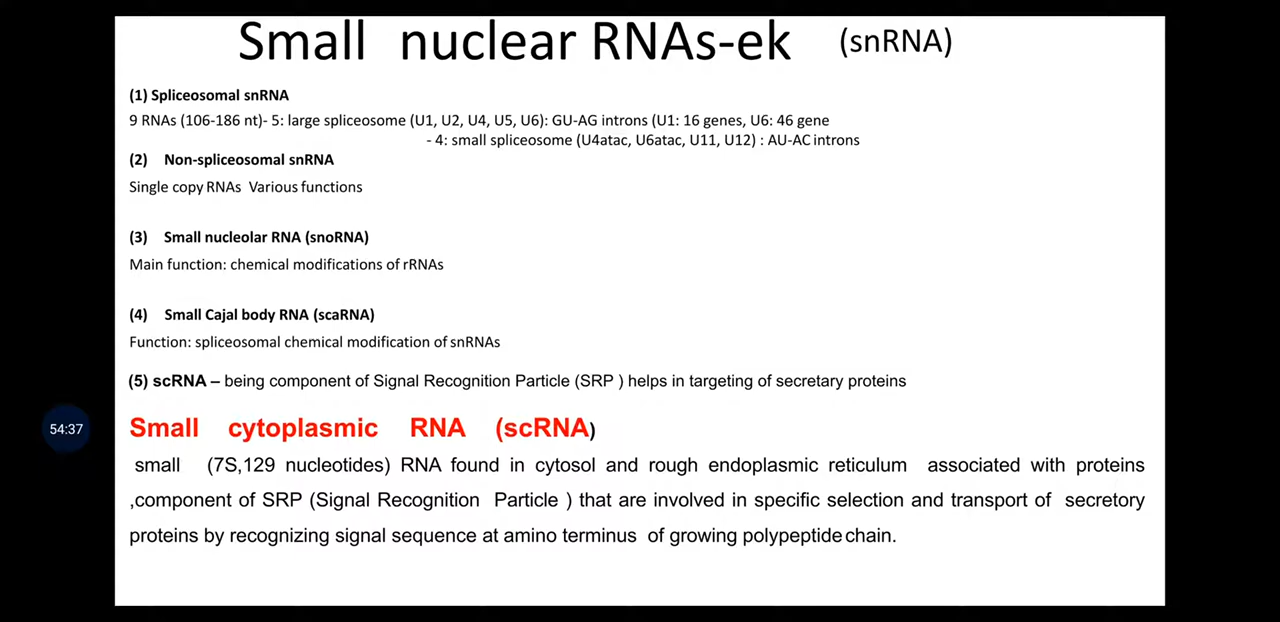 Small nuclear RNAs-ek (snRNA)
(1) Spliceosomal snRNA
9 RNAs (106-186 nt)- 5: large spliceosome (U1, U2, U4, U5, U6): GU-AG introns (U1: 16 genes, U6: 46 gene
- 4: small spliceosome (U4atac, U6atac, U11, U12) : AU-AC introns
(2) Non-spliceosomal snRNA
Single copy RNAs Various functions
(3) Small nucleolar RNA (snoRNA)
Main function: chemical modifications of rRNAs
(4) Small Cajal body RNA (scaRNA)
Function: spliceosomal chemical modification of snRNAs
(5) scRNA – being component of Signal Recognition Particle (SRP ) helps in targeting of secretary proteins
54:37
Small cytoplasmic RNA (scRNA)
small (7S,129 nucleotides) RNA found in cytosol and rough endoplasmic reticulum associated with proteins
,component of SRP (Signal Recognition Particle ) that are involved in specific selection and transport of secretory
proteins by recognizing signal sequence at amino terminus of growing polypeptide chain.